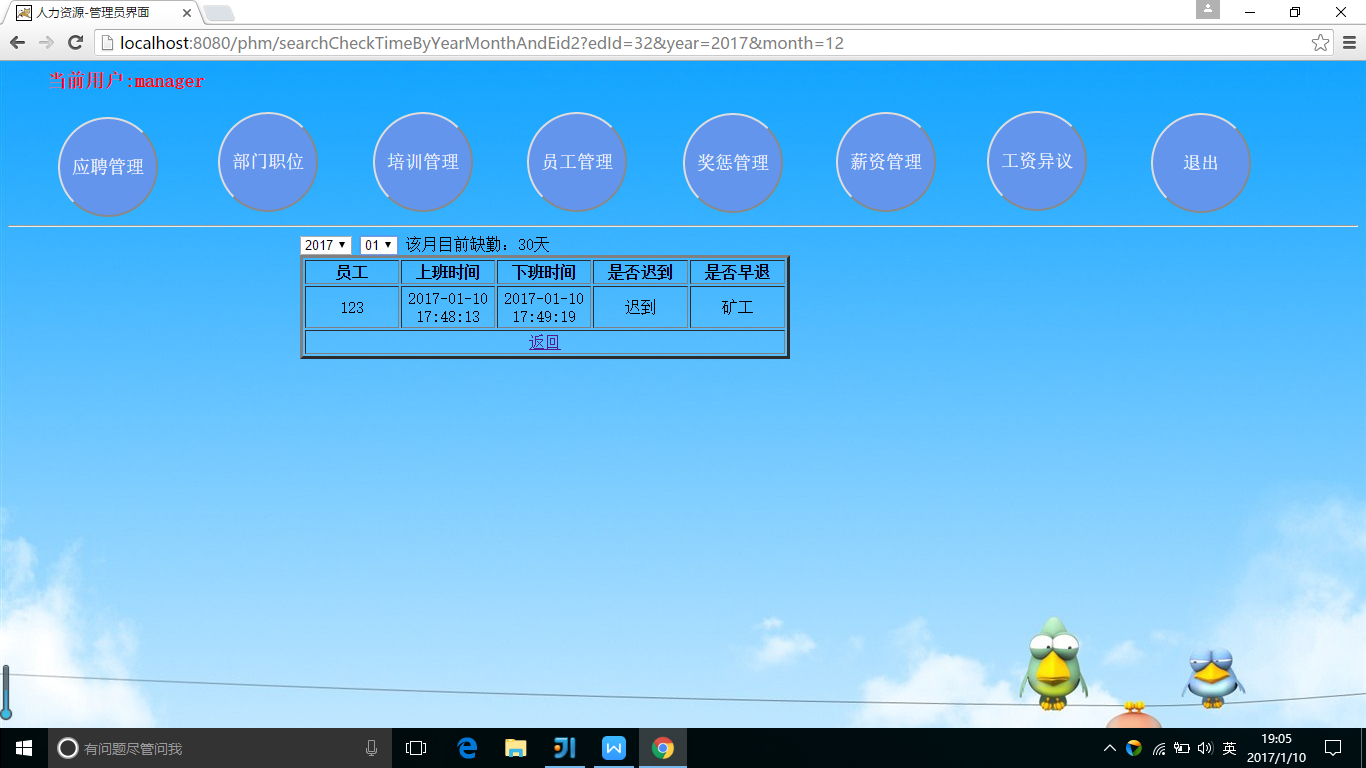 人力资源-管理员界面
localhost:8080/phm/searchCheckTimeByYearMonthAndEid2?edId=32&year=2017&month=12
当前用户:manager
应聘管理 部门职位 培训管理 员工管理 奖惩管理 薪资管理 工资异议 退出
2017 01 该月目前缺勤：30天
员工 上班时间 下班时间 是否迟到 是否早退
123 2017-01-10 17:48:13 2017-01-10 17:49:19 迟到 矿工
返回
有问题尽管问我
英
19:05
2017/1/10